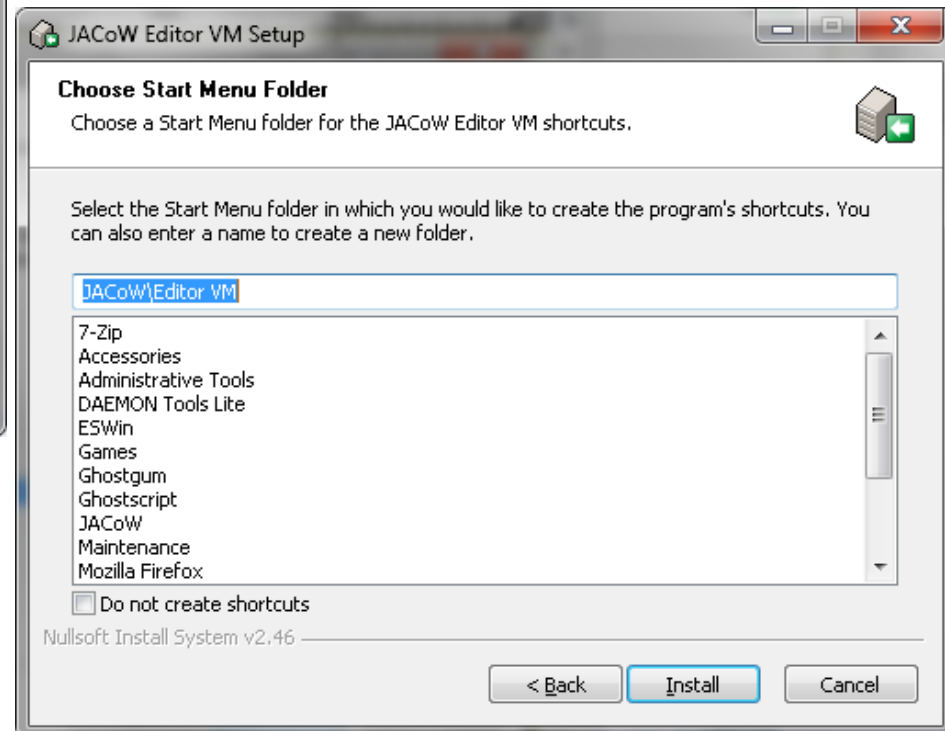 JACoW Editor VM Setup
Choose Start Menu Folder
Choose a Start Menu folder for the JACoW Editor VM shortcuts.
Select the Start Menu folder in which you would like to create the program's shortcuts. You
can also enter a name to create a new folder.
JACoW\Editor VM
7-Zip
Accessories
Administrative Tools
DAEMON Tools Lite
ESWin
Games
Ghostgum
Ghostscript
JACoW
Maintenance
Mozilla Firefox
Do not create shortcuts
Nullsoft Install System v2.46
< Back
Install
Cancel